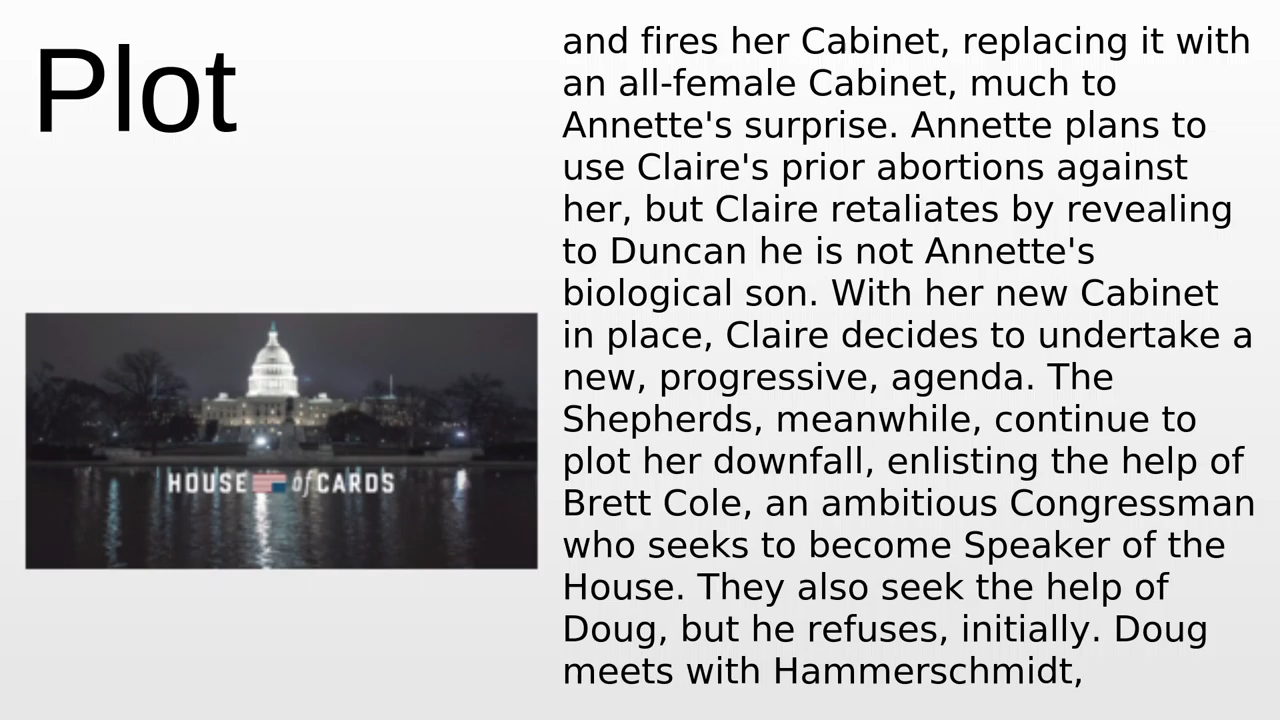 Plot
and fires her Cabinet, replacing it with
an all-female Cabinet, much to
Annette's surprise. Annette plans to
use Claire's prior abortions against
her, but Claire retaliates by revealing
to Duncan he is not Annette's
biological son. With her new Cabinet
in place, Claire decides to undertake a
new, progressive, agenda. The
Shepherds, meanwhile, continue to
plot her downfall, enlisting the help of
Brett Cole, an ambitious Congressman
who seeks to become Speaker of the
House. They also seek the help of
Doug, but he refuses, initially. Doug
meets with Hammerschmidt,
HOUSE of CARDS